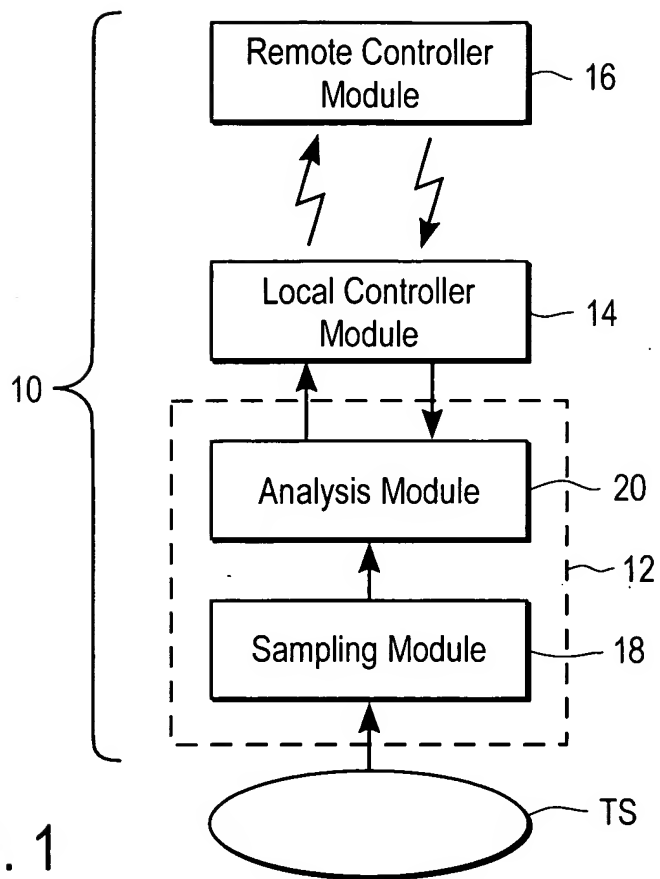 Remote Controller
Module
16
Local Controller
Module
14
10
Analysis Module
20
12
Sampling Module
18
TS
. 1